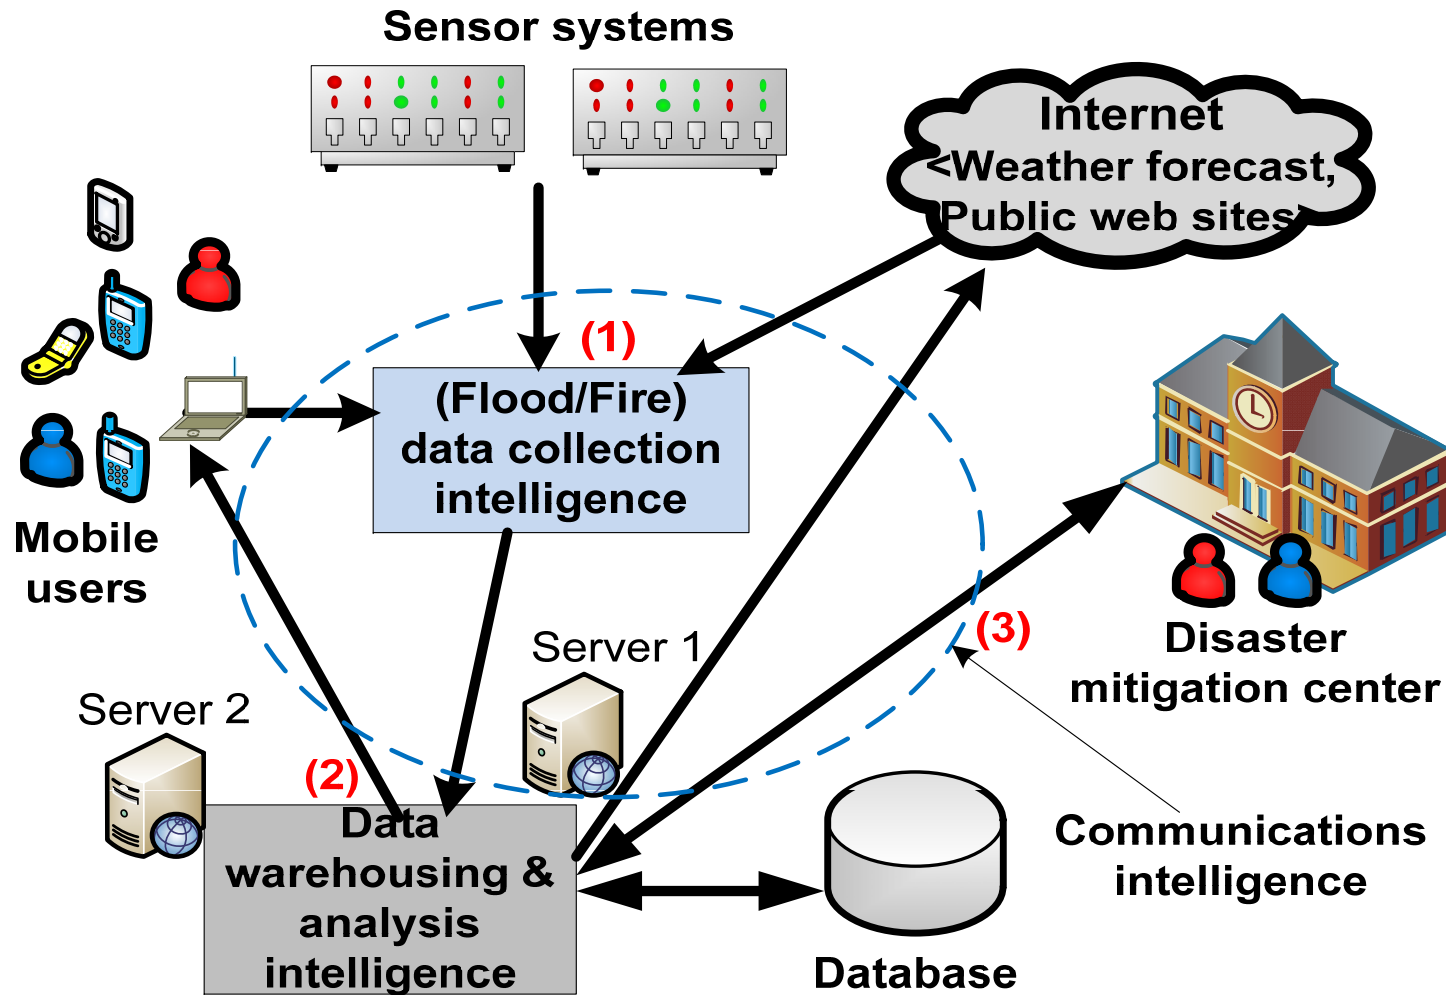 Sensor systems
Internet
<Weather forecast,
Public web sites
(1)
(Flood/Fire)
data collection
intelligence
Mobile
users
(3)
Disaster
mitigation center
Server 1
Server 2
(2)
Data
warehousing &
analysis
intelligence
Communications
intelligence
Database